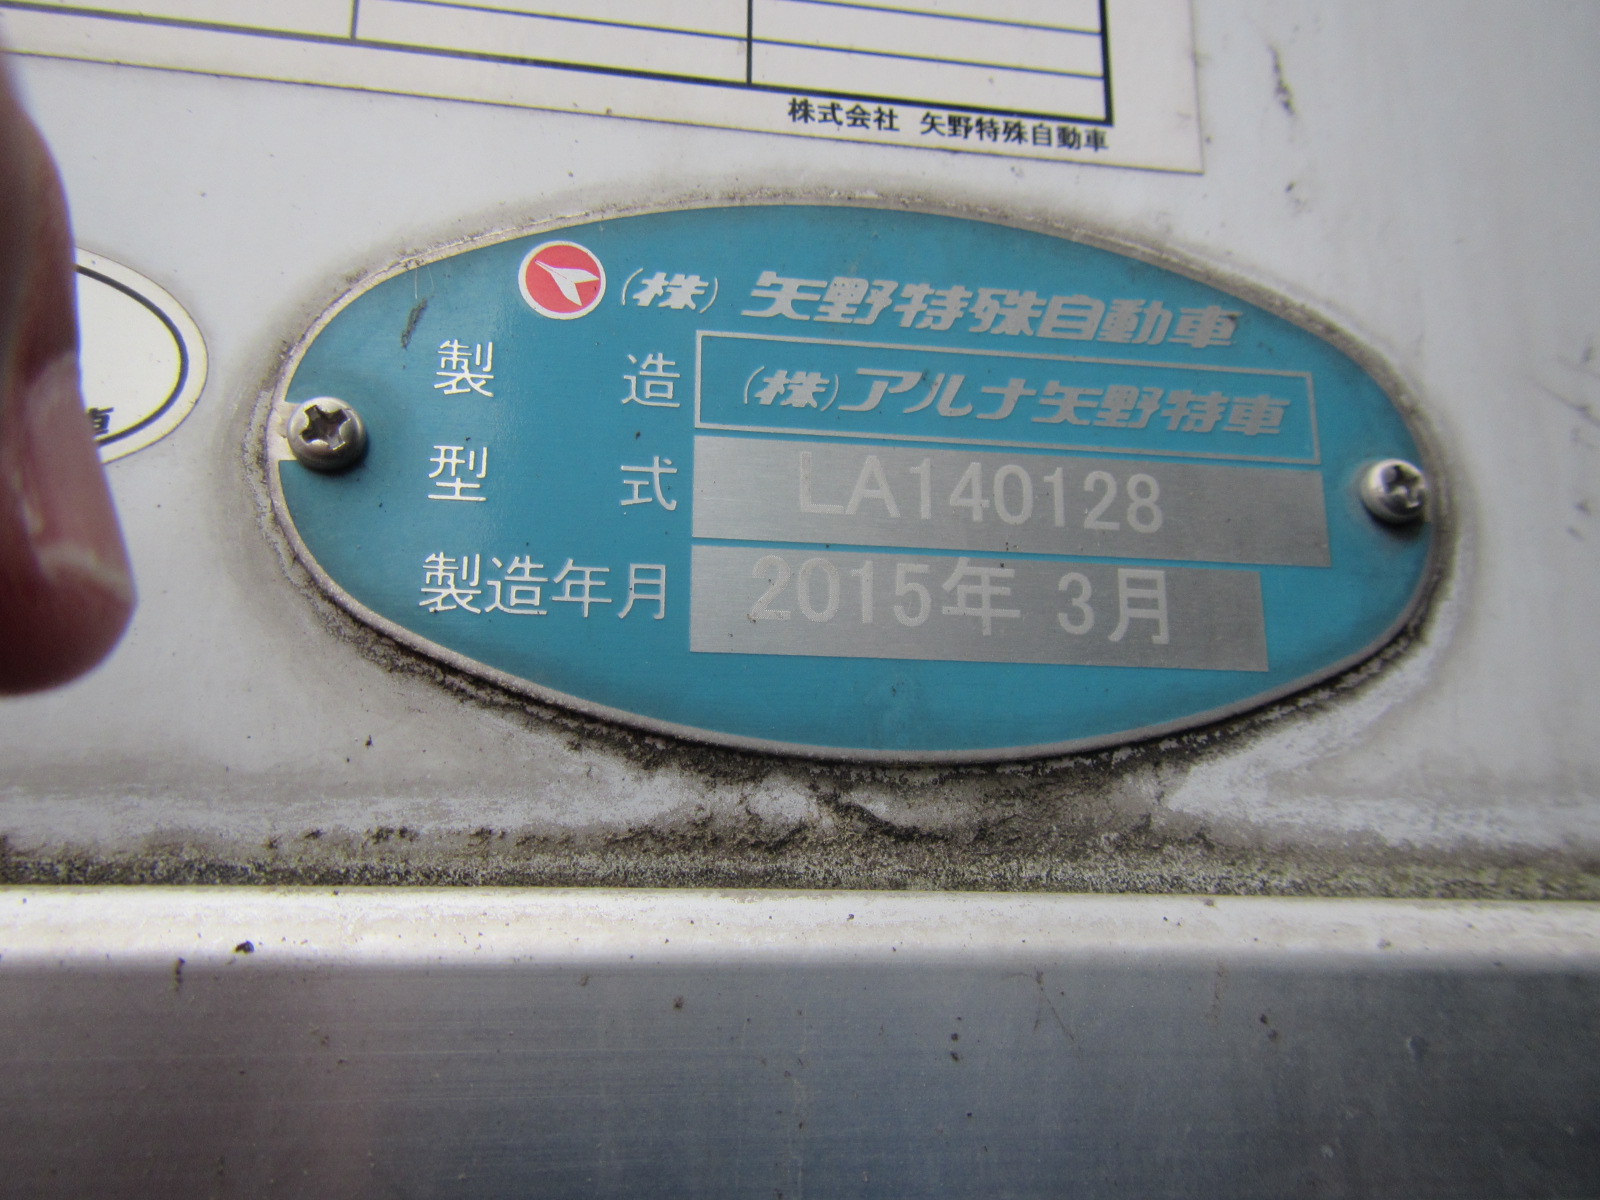 株式会社 矢野特殊自動車
(株) 矢野特殊自動車
製造 (株)アルナ矢野特車
型式 LA140128
製造年月 2015年 3月
車